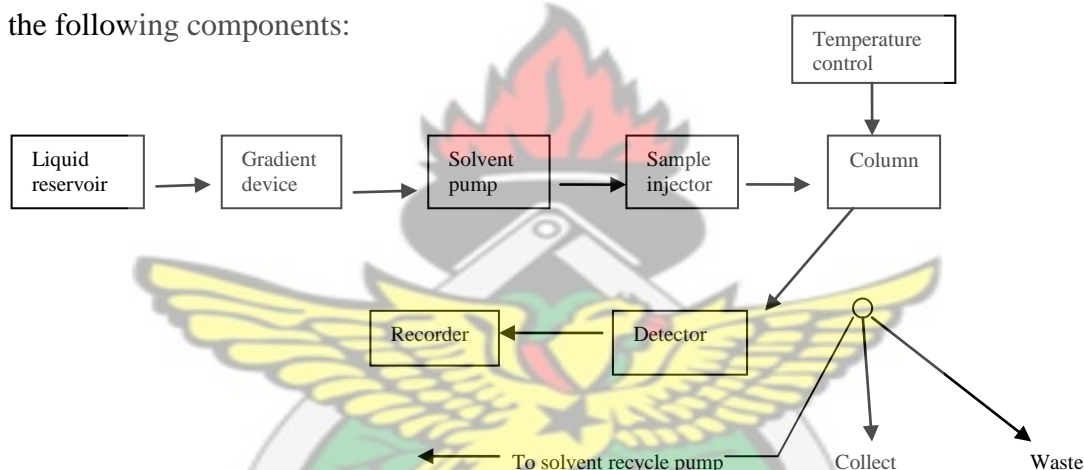 the following components:
Temperature
control
Liquid
reservoir
Gradient
device
Solvent
pump
Sample
injector
Column
Recorder
Detector
To solvent recycle pump
Collect
Waste